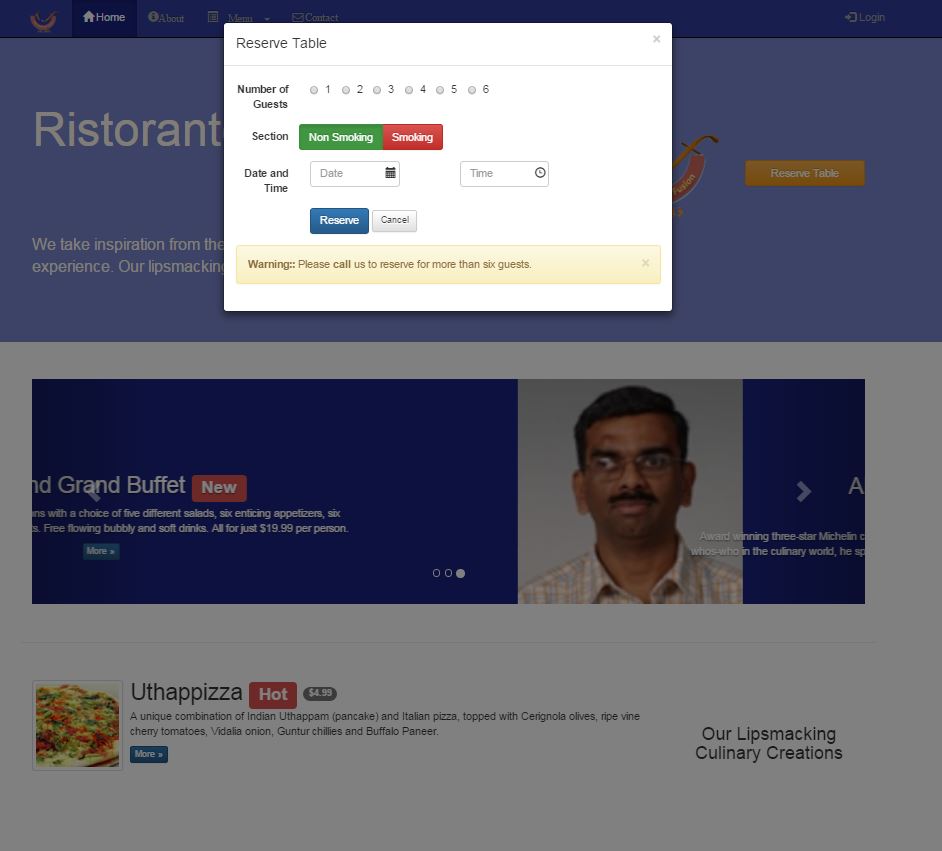 Home
About
Menu
Contact
Login
Reserve Table
×
Number of Guests
1 2 3 4 5 6
Section
Non Smoking Smoking
Date and Time
Date
Time
Reserve
Cancel
Warning:: Please call us to reserve for more than six guests.
×
Ristorant
Fusion
Reserve Table
We take inspiration from the
experience. Our lipsmacking
nd Grand Buffet New
ns with a choice of five different salads, six enticing appetizers, six
s. Free flowing bubbly and soft drinks. All for just $19.99 per person.
More »
A
Award winning three-star Michelin c
whos-who in the culinary world, he sp
Uthappizza Hot $4.99
A unique combination of Indian Uthappam (pancake) and Italian pizza, topped with Cerignola olives, ripe vine
cherry tomatoes, Vidalia onion, Guntur chillies and Buffalo Paneer.
More »
Our Lipsmacking
Culinary Creations